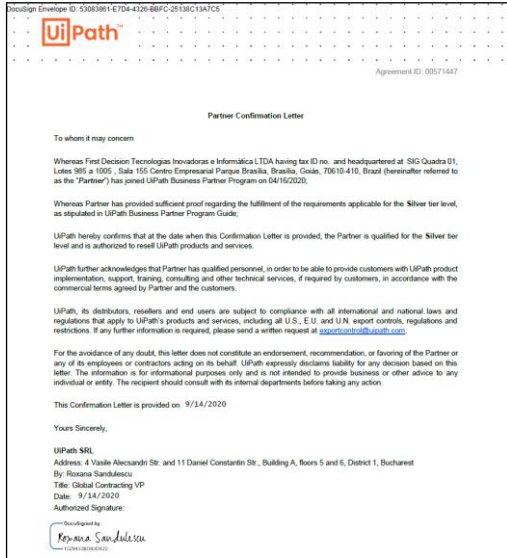 DocuSign Envelope ID: 53083861-E7D4-4326-BBFC-25138C13A7C5
UiPath
Agreement ID: 00571447
Partner Confirmation Letter
To whom it may concern
Whereas First Decision Tecnologias Inovadoras e Informática LTDA having tax ID no. and headquartered at SIG Quadra 01,
Lotes 985 a 1005 , Sala 155 Centro Empresarial Parque Brasília, Brasilia, Goiás, 70610-410, Brazil (hereinafter referred to
as the "Partner") has joined UiPath Business Partner Program on 04/16/2020;
Whereas Partner has provided sufficient proof regarding the fulfillment of the requirements applicable for the Silver tier level,
as stipulated in UiPath Business Partner Program Guide;
UiPath hereby confirms that at the date when this Confirmation Letter is provided, the Partner is qualified for the Silver tier
level and is authorized to resell UiPath products and services.
UiPath further acknowledges that Partner has qualified personnel, in order to be able to provide customers with UiPath product
implementation, support, training, consulting and other technical services, if required by customers, in accordance with the
commercial terms agreed by Partner and the customers.
UiPath, its distributors, resellers and end users are subject to compliance with all international and national laws and
regulations that apply to UiPath's products and services, including all U.S., E.U. and U.N. export controls, regulations and
restrictions. If any further information is required, please send a written request at exportcontrol@uipath.com.
For the avoidance of any doubt, this letter does not constitute an endorsement, recommendation, or favoring of the Partner or
any of its employees or contractors acting on its behalf. UiPath expressly disclaims liability for any decision based on this
letter. The information is for informational purposes only and is not intended to provide business or other advice to any
individual or entity. The recipient should consult with its internal departments before taking any action.
This Confirmation Letter is provided on 9/14/2020
Yours Sincerely,
UiPath SRL
Address: 4 Vasile Alecsandri Str. and 11 Daniel Constantin Str., Building A, floors 5 and 6, District 1, Bucharest
By: Roxana Sandulescu
Title: Global Contracting VP
Date: 9/14/2020
Authorized Signature:
DocuSigned by:
Roxana Sandulescu